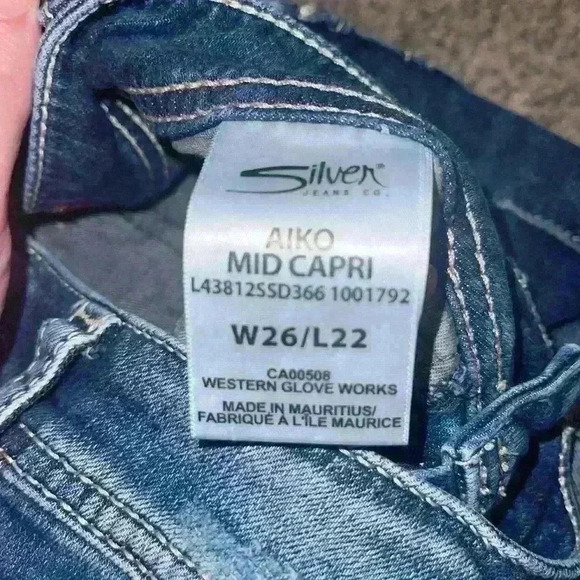 Silver®
JEANS CO.
AIKO
MID CAPRI
L43812SSD366 1001792
W26/L22
CA00508
WESTERN GLOVE WORKS
MADE IN MAURITIUS/
FABRIQUÉ À L'ÎLE MAURICE